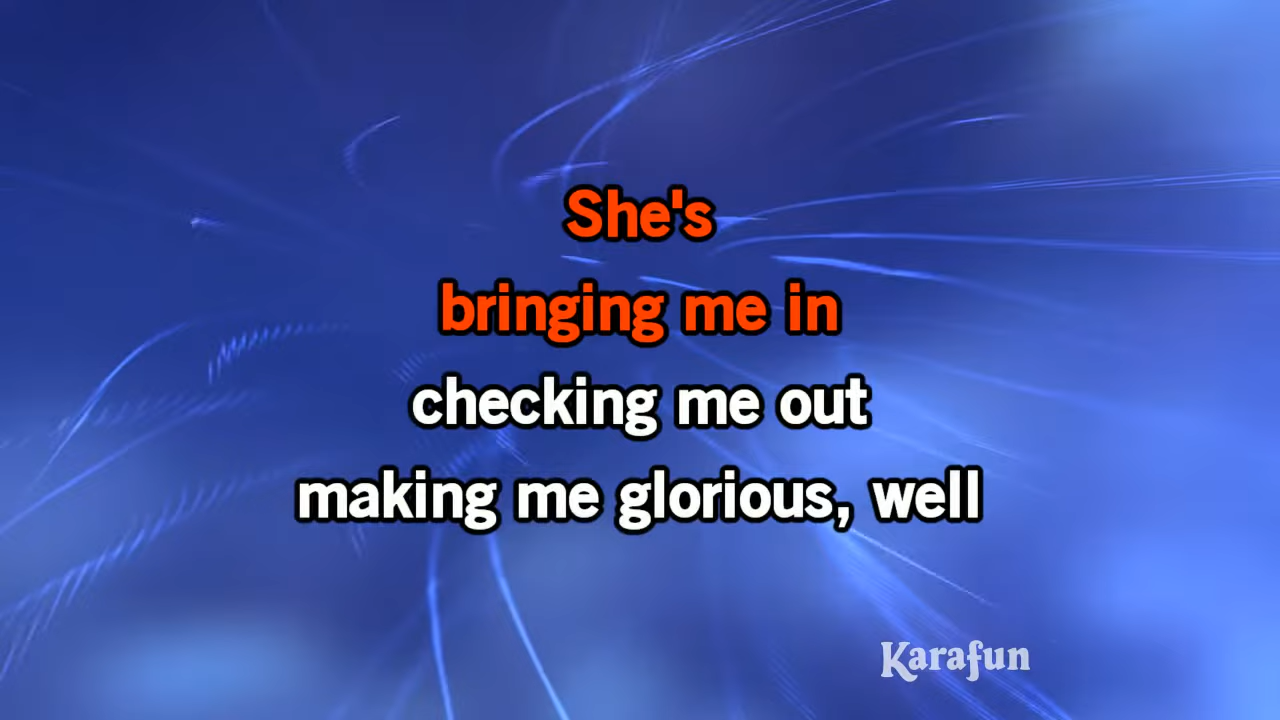 She's
bringing me in
checking me out
making me glorious, well
Karafun